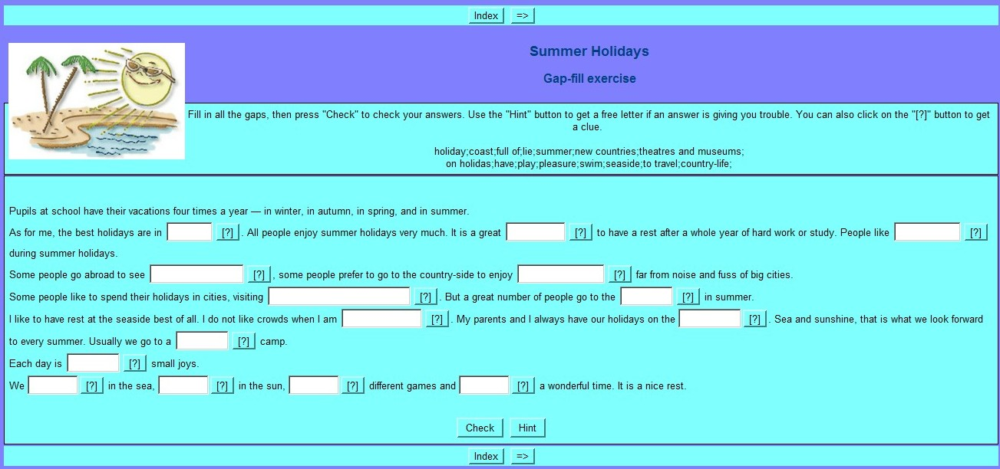 Index =>
Summer Holidays
Gap-fill exercise
Fill in all the gaps, then press "Check" to check your answers. Use the "Hint" button to get a free letter if an answer is giving you trouble. You can also click on the "[?]" button to get
a clue.
holiday;coast;full of;lie;summer;new countries;theatres and museums;
on holidas;have;play;pleasure;swim;seaside;to travel;country-life;
Pupils at school have their vacations four times a year — in winter, in autumn, in spring, and in summer.
As for me, the best holidays are in [?] . All people enjoy summer holidays very much. It is a great [?] to have a rest after a whole year of hard work or study. People like [?]
during summer holidays.
Some people go abroad to see [?] , some people prefer to go to the country-side to enjoy [?] far from noise and fuss of big cities.
Some people like to spend their holidays in cities, visiting [?] . But a great number of people go to the [?] in summer.
I like to have rest at the seaside best of all. I do not like crowds when I am [?] . My parents and I always have our holidays on the [?] . Sea and sunshine, that is what we look forward
to every summer. Usually we go to a [?] camp.
Each day is [?] small joys.
We [?] in the sea, [?] in the sun, [?] different games and [?] a wonderful time. It is a nice rest.
Check Hint
Index =>